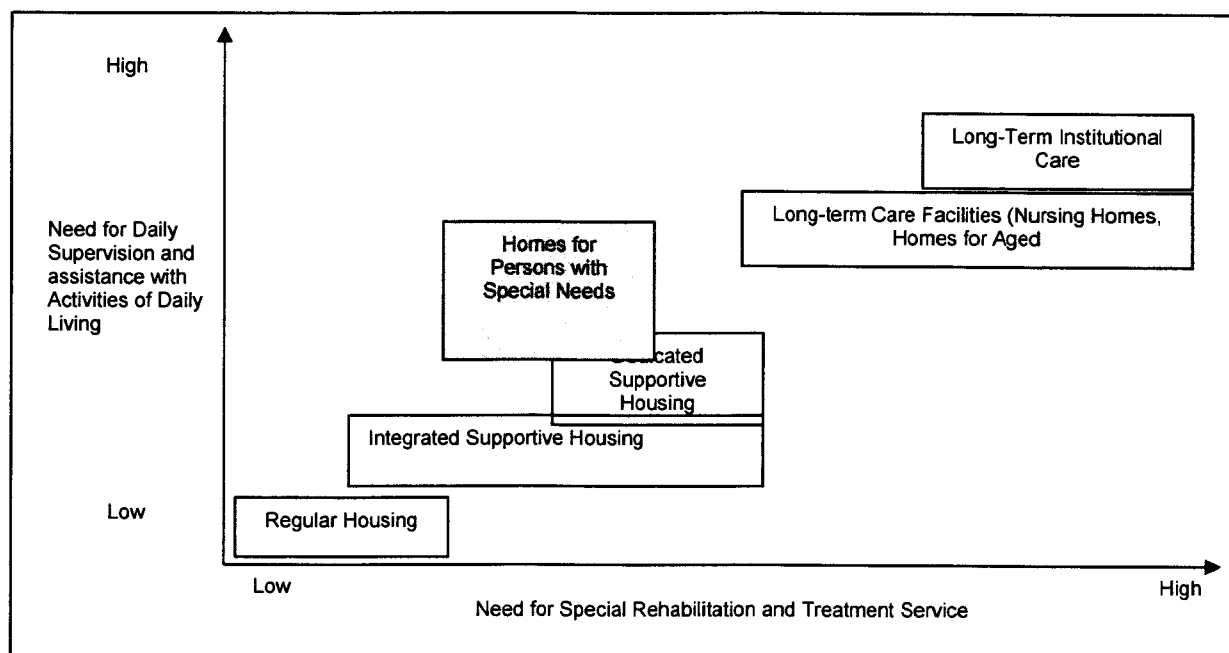 High
Long-Term Institutional
Care
Long-term Care Facilities (Nursing Homes,
Homes for Aged
Need for Daily
Supervision and
assistance with
Activities of Daily
Living
Homes for
Persons with
Special Needs
Dedicated
Supportive
Housing
Integrated Supportive Housing
Low
Regular Housing
Low
High
Need for Special Rehabilitation and Treatment Service